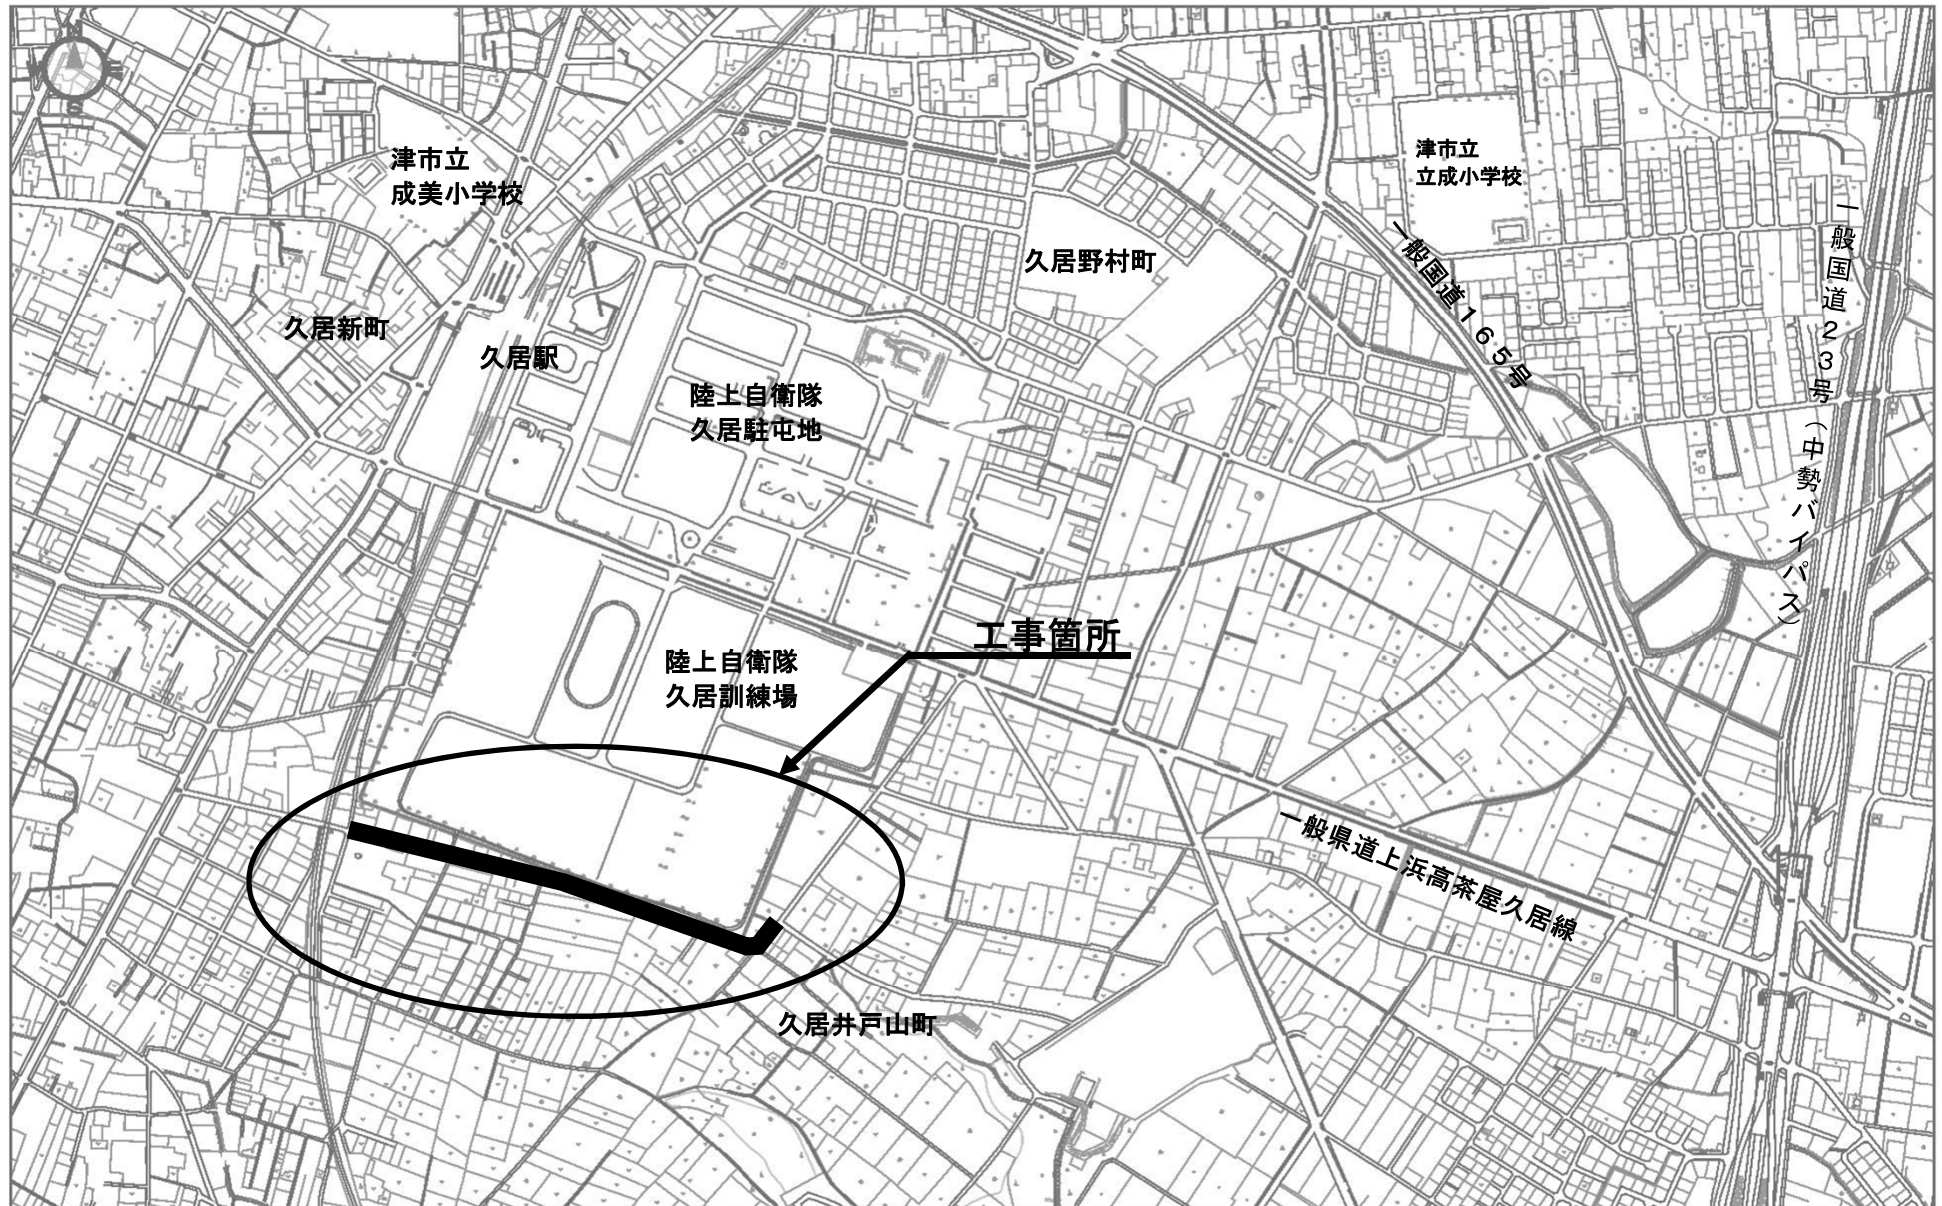 津市立
成美小学校
津市立
立成小学校
一般国道23号（中勢バイパス）
一般国道165号
久居野村町
久居新町
久居駅
陸上自衛隊
久居駐屯地
工事箇所
陸上自衛隊
久居訓練場
一般県道上浜高茶屋久居線
久居井戸山町